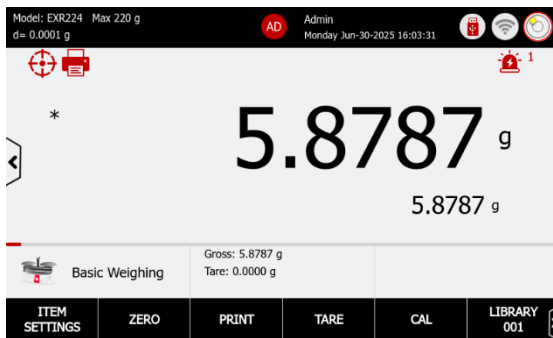 Model: EXR224 Max 220 g
d= 0.0001 g
AD
Admin
Monday Jun-30-2025 16:03:31
1
*
5.8787 g
5.8787 g
Basic Weighing
Gross: 5.8787 g
Tare: 0.0000 g
ITEM SETTINGS
ZERO
PRINT
TARE
CAL
LIBRARY 001